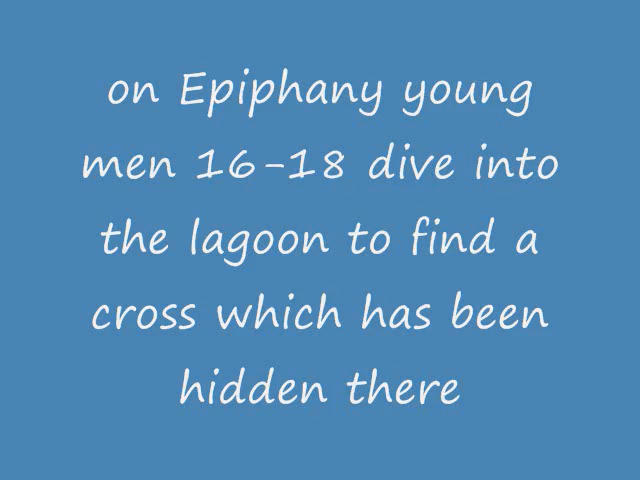 on Epiphany young
men 16-18 dive into
the lagoon to find a
cross which has been
hidden there